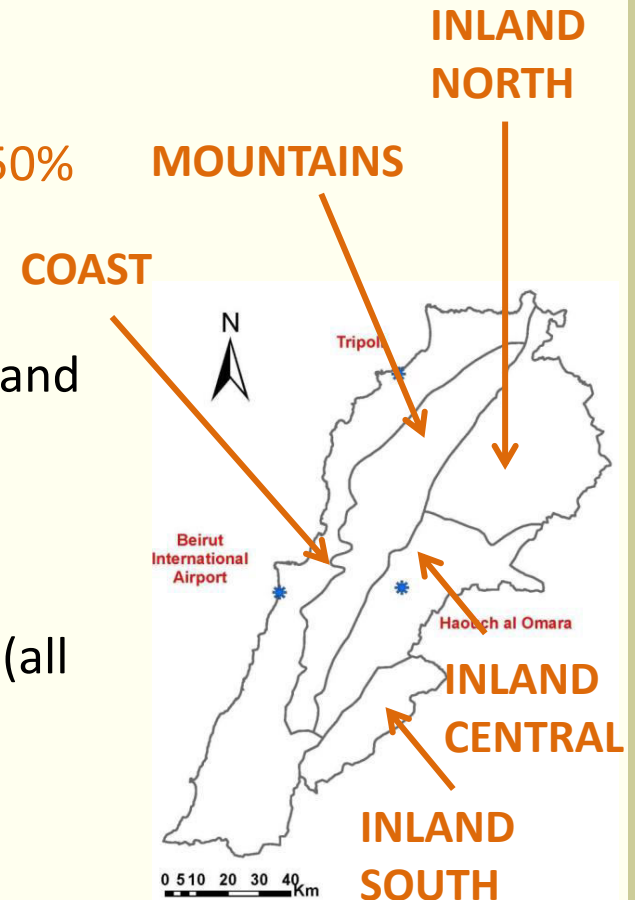 INLAND
NORTH
50%
MOUNTAINS
COAST
N
Tripoli
and
Beirut
International
Airport
Haouch al Omara
(all
INLAND
CENTRAL
INLAND
SOUTH
0 5 10 20 30 40
Km